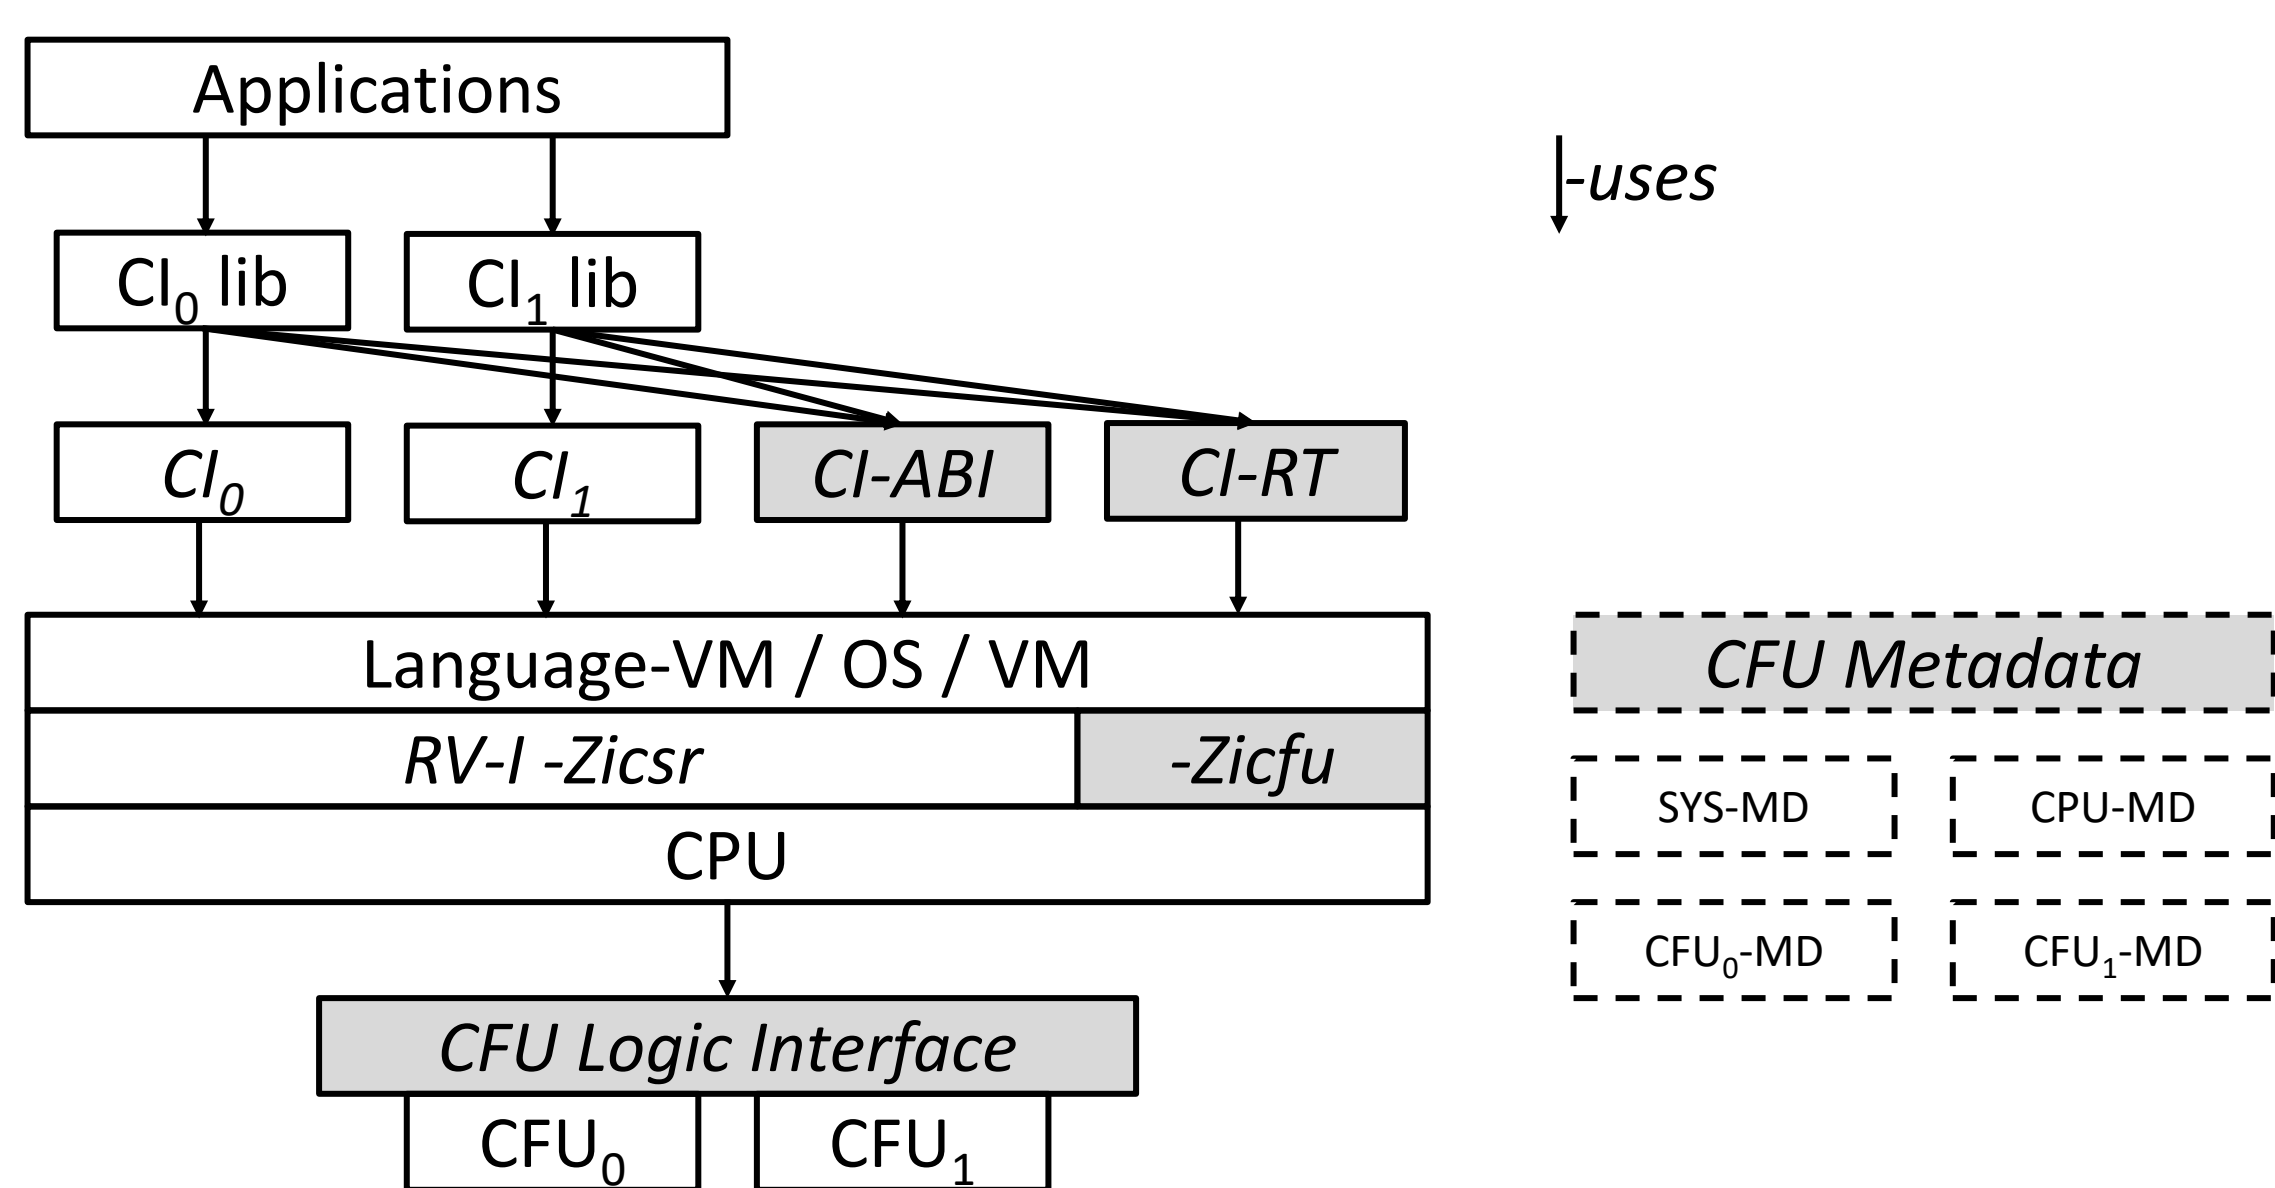 Applications
-uses
CI0 lib
CI1 lib
CI0
CI1
CI-ABI
CI-RT
Language-VM / OS / VM
CFU Metadata
RV-I -Zicsr
-Zicfu
SYS-MD
CPU-MD
CPU
CFU0-MD
CFU1-MD
CFU Logic Interface
CFU0
CFU1